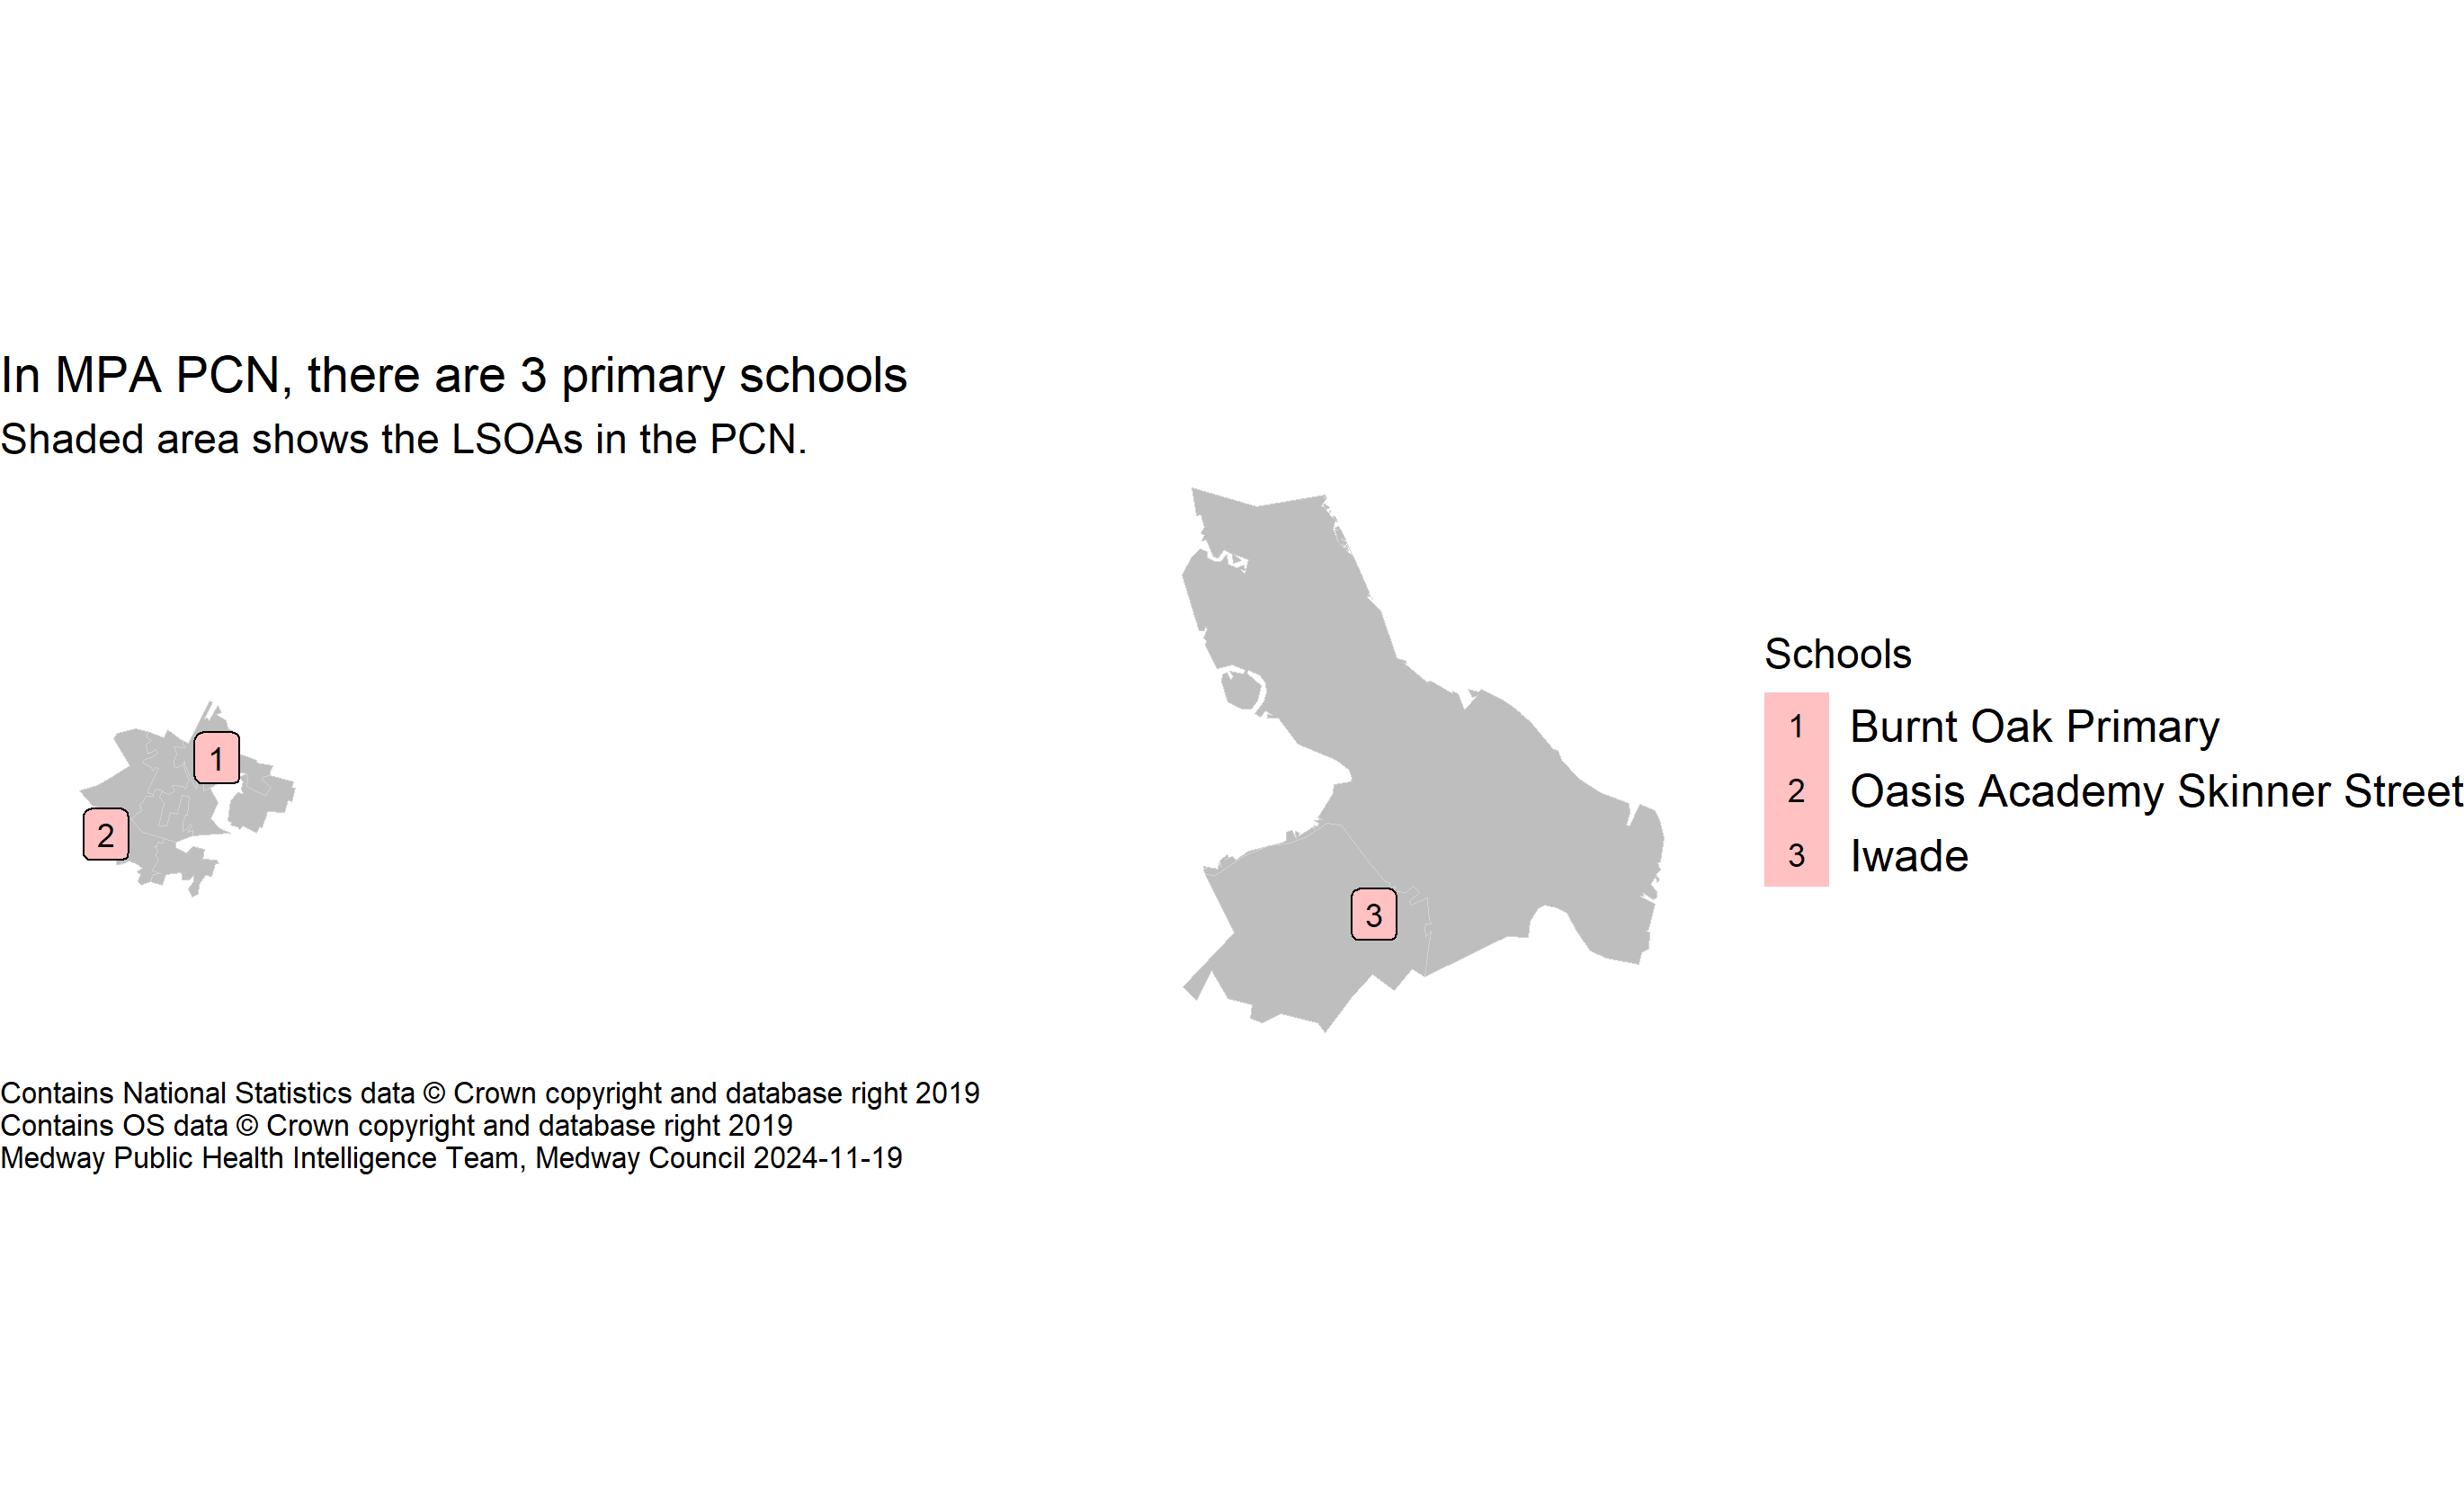 In MPA PCN, there are 3 primary schools
Shaded area shows the LSOAs in the PCN.
1
2
3
Schools
1 Burnt Oak Primary
2 Oasis Academy Skinner Street
3 Iwade
Contains National Statistics data © Crown copyright and database right 2019
Contains OS data © Crown copyright and database right 2019
Medway Public Health Intelligence Team, Medway Council 2024-11-19